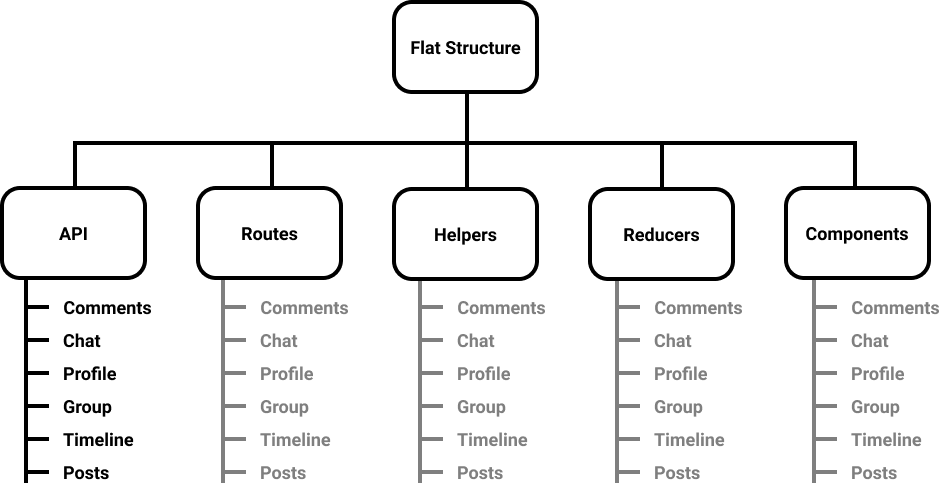 Flat Structure
API
Routes
Helpers
Reducers
Components
Comments
Chat
Profile
Group
Timeline
Posts
Comments
Chat
Profile
Group
Timeline
Posts
Comments
Chat
Profile
Group
Timeline
Posts
Comments
Chat
Profile
Group
Timeline
Posts
Comments
Chat
Profile
Group
Timeline
Posts